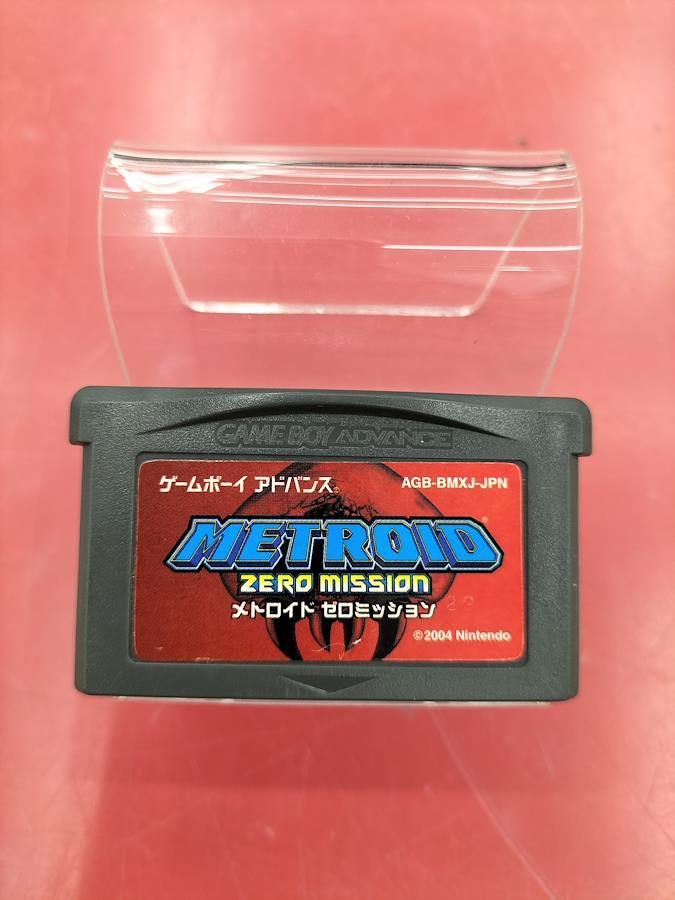 GAME BOY ADVANCE
ゲームボーイ アドバンス AGB-BMXJ-JPN
METROID
ZERO MISSION
メトロイド ゼロミッション
©2004 Nintendo